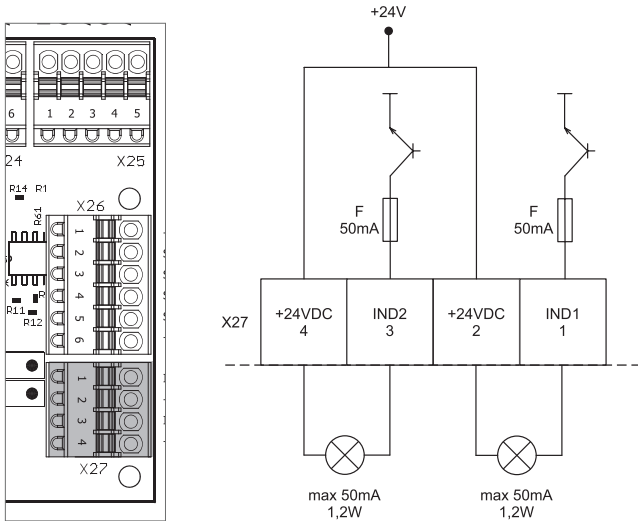 6
1 2 3 4 5
24
X25
R14 R1
X26
R61
1
2
3
4
5
6
R11
R12
1
2
3
4
X27
+24V
F
50mA
F
50mA
X27
+24VDC
4
IND2
3
+24VDC
2
IND1
1
max 50mA
1,2W
max 50mA
1,2W